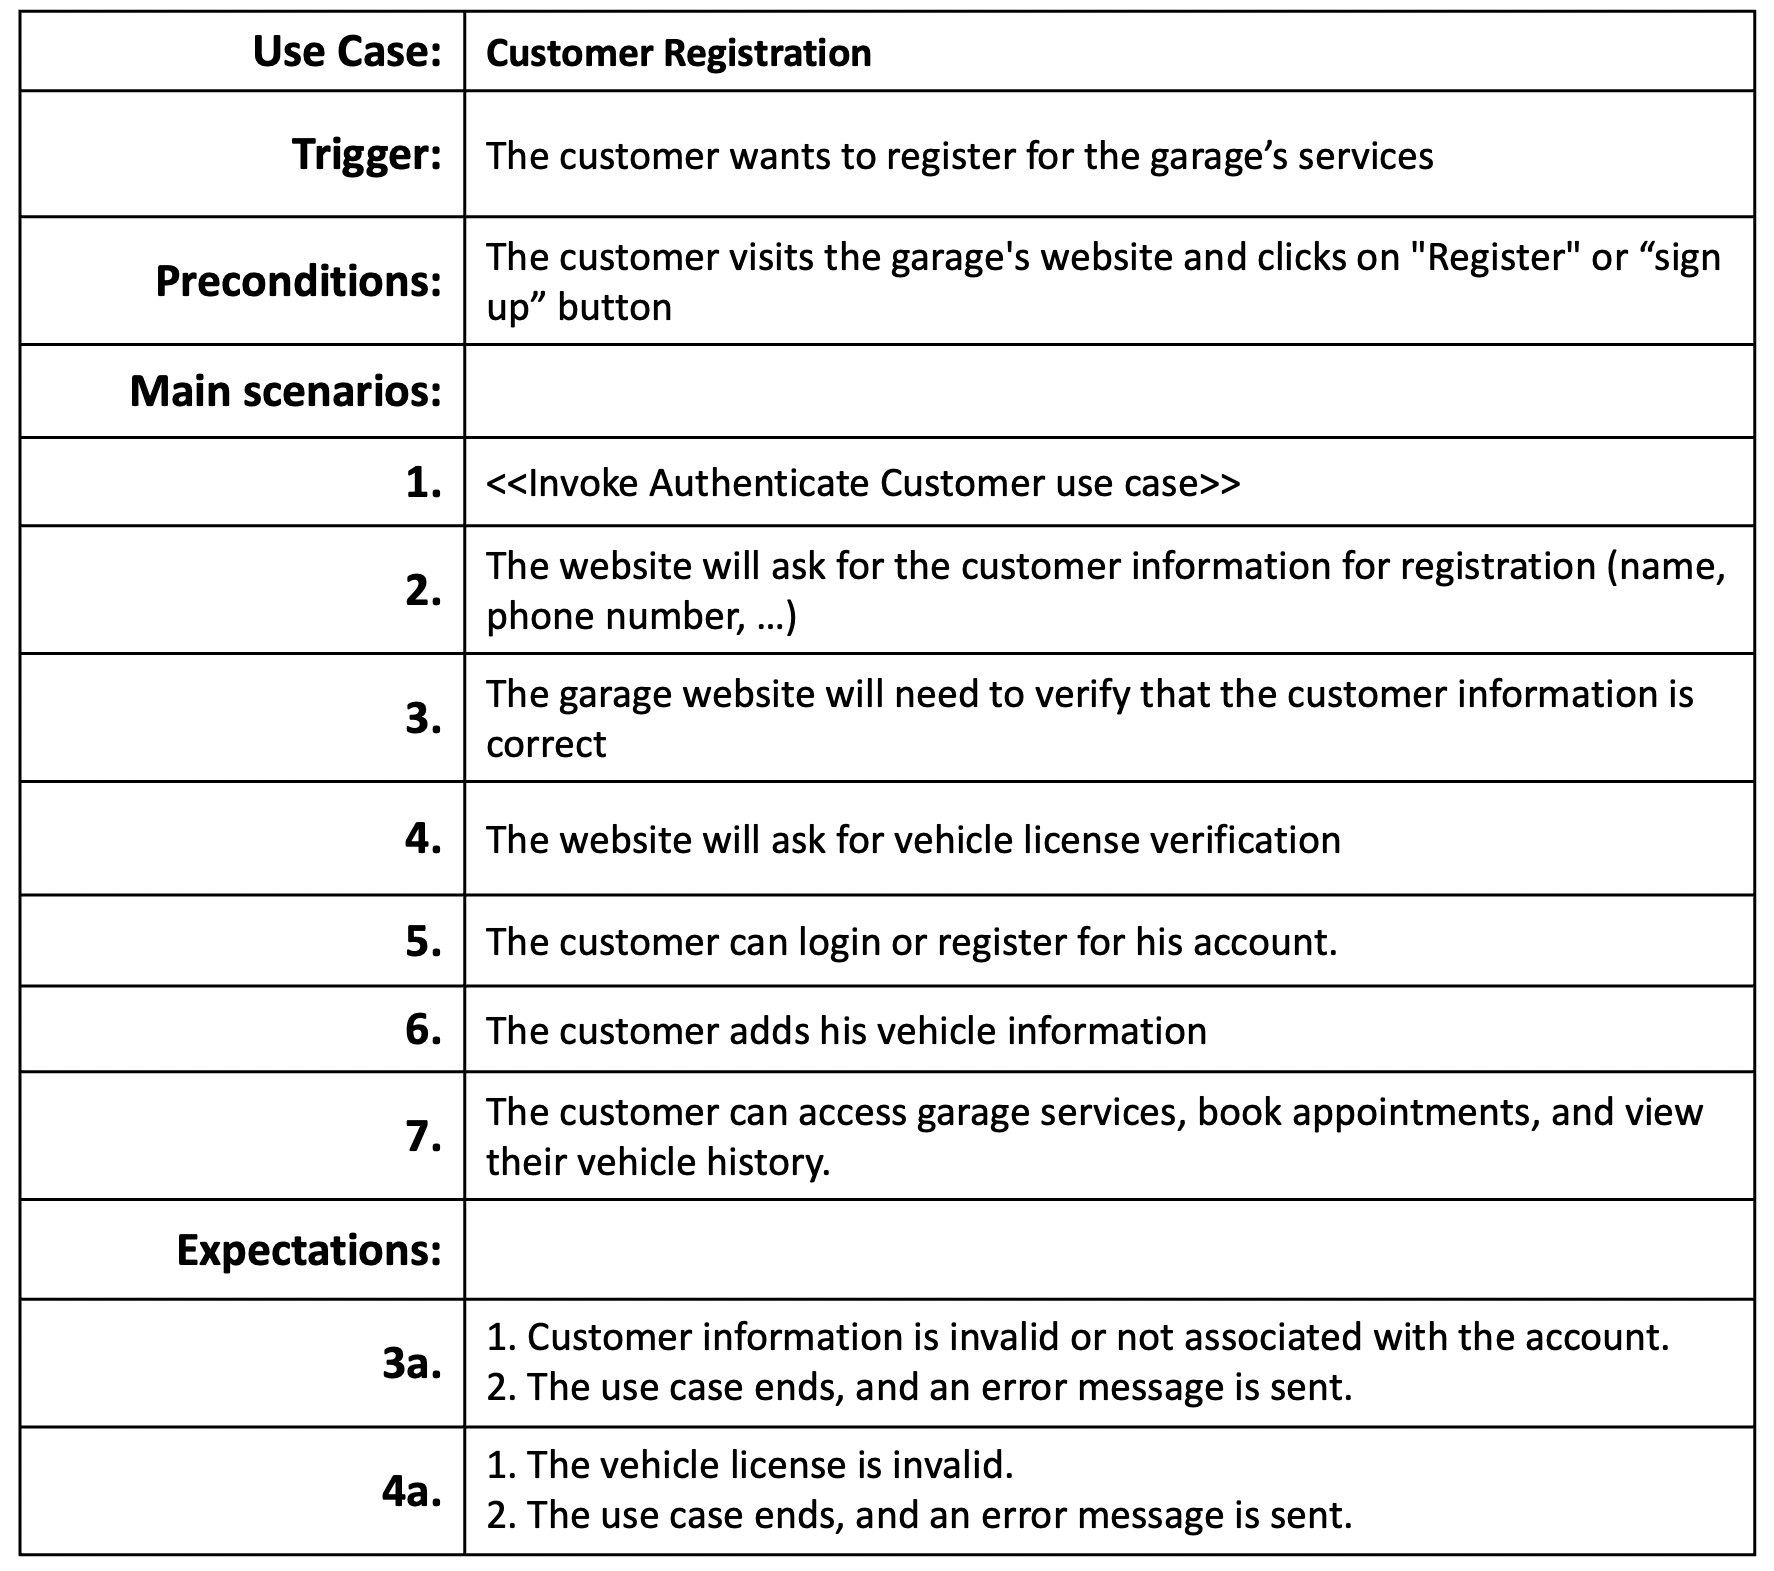 Use Case: Customer Registration
Trigger: The customer wants to register for the garage’s services
Preconditions: The customer visits the garage's website and clicks on "Register" or “sign
up” button
Main scenarios:
1. <<Invoke Authenticate Customer use case>>
2. The website will ask for the customer information for registration (name,
phone number, ...)
3. The garage website will need to verify that the customer information is
correct
4. The website will ask for vehicle license verification
5. The customer can login or register for his account.
6. The customer adds his vehicle information
7. The customer can access garage services, book appointments, and view
their vehicle history.
Expectations:
3a. 1. Customer information is invalid or not associated with the account.
2. The use case ends, and an error message is sent.
4a. 1. The vehicle license is invalid.
2. The use case ends, and an error message is sent.